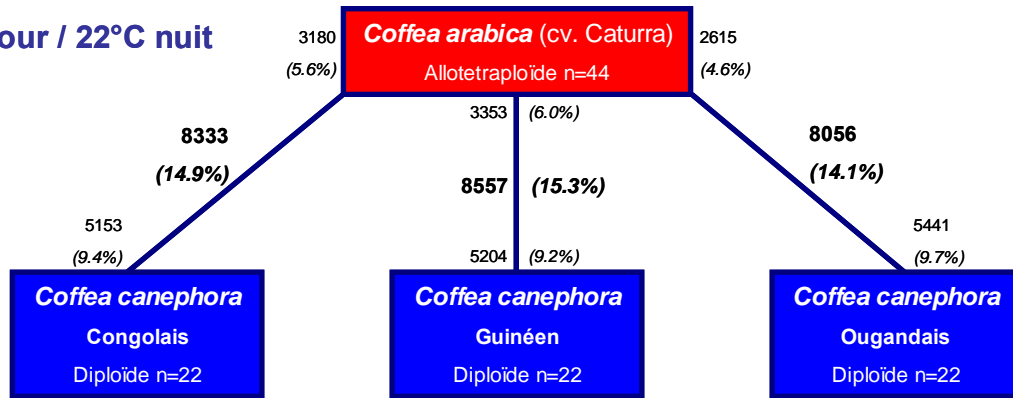 our / 22°C nuit
Coffea arabica (cv. Caturra)
Allotetraploïde n=44
3180
(5.6%)
2615
(4.6%)
3353 (6.0%)
8333
(14.9%)
8557 (15.3%)
8056
(14.1%)
5153
(9.4%)
5204 (9.2%)
5441
(9.7%)
Coffea canephora
Congolais
Diploïde n=22
Coffea canephora
Guinéen
Diploïde n=22
Coffea canephora
Ougandais
Diploïde n=22